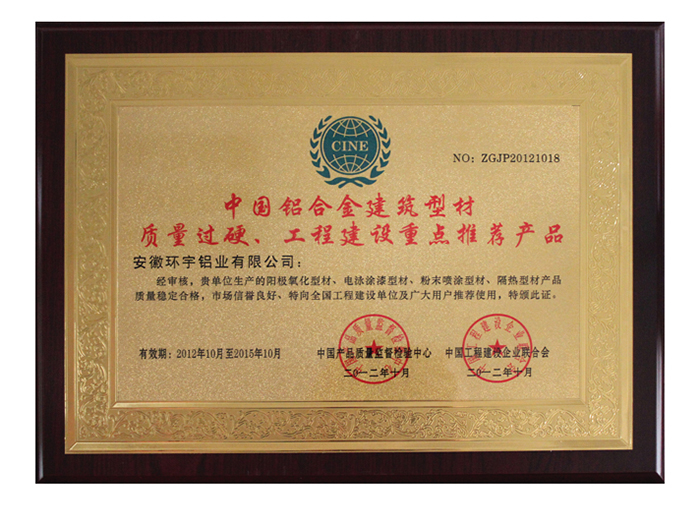 CINE
NO: ZGJP20121018
中国铝合金建筑型材
质量过硬、工程建设重点推荐产品
安徽环宇铝业有限公司：
经审核，贵单位生产的阳极氧化型材、电泳涂漆型材、粉末喷涂型材、隔热型材产品
质量稳定合格，市场信誉良好、特向全国工程建设单位及广大用户推荐使用，特颁此证。
有效期：2012年10月至2015年10月
中国产品质量监督检验中心
中国工程建设企业联合会
二〇一二年十月
二〇一二年十月